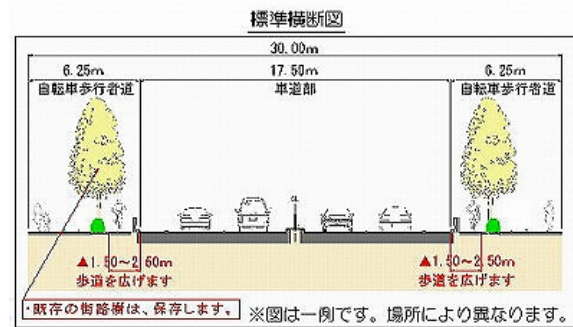 標準横断図
30.00m
6.25m 17.50m 6.25m
自転車歩行者道 車道部 自転車歩行者道
▲1.50~2.50m ▲1.50~2.50m
歩道を広げます 歩道を広げます
・既存の街路樹は、保存します。
※図は一例です。場所により異なります。